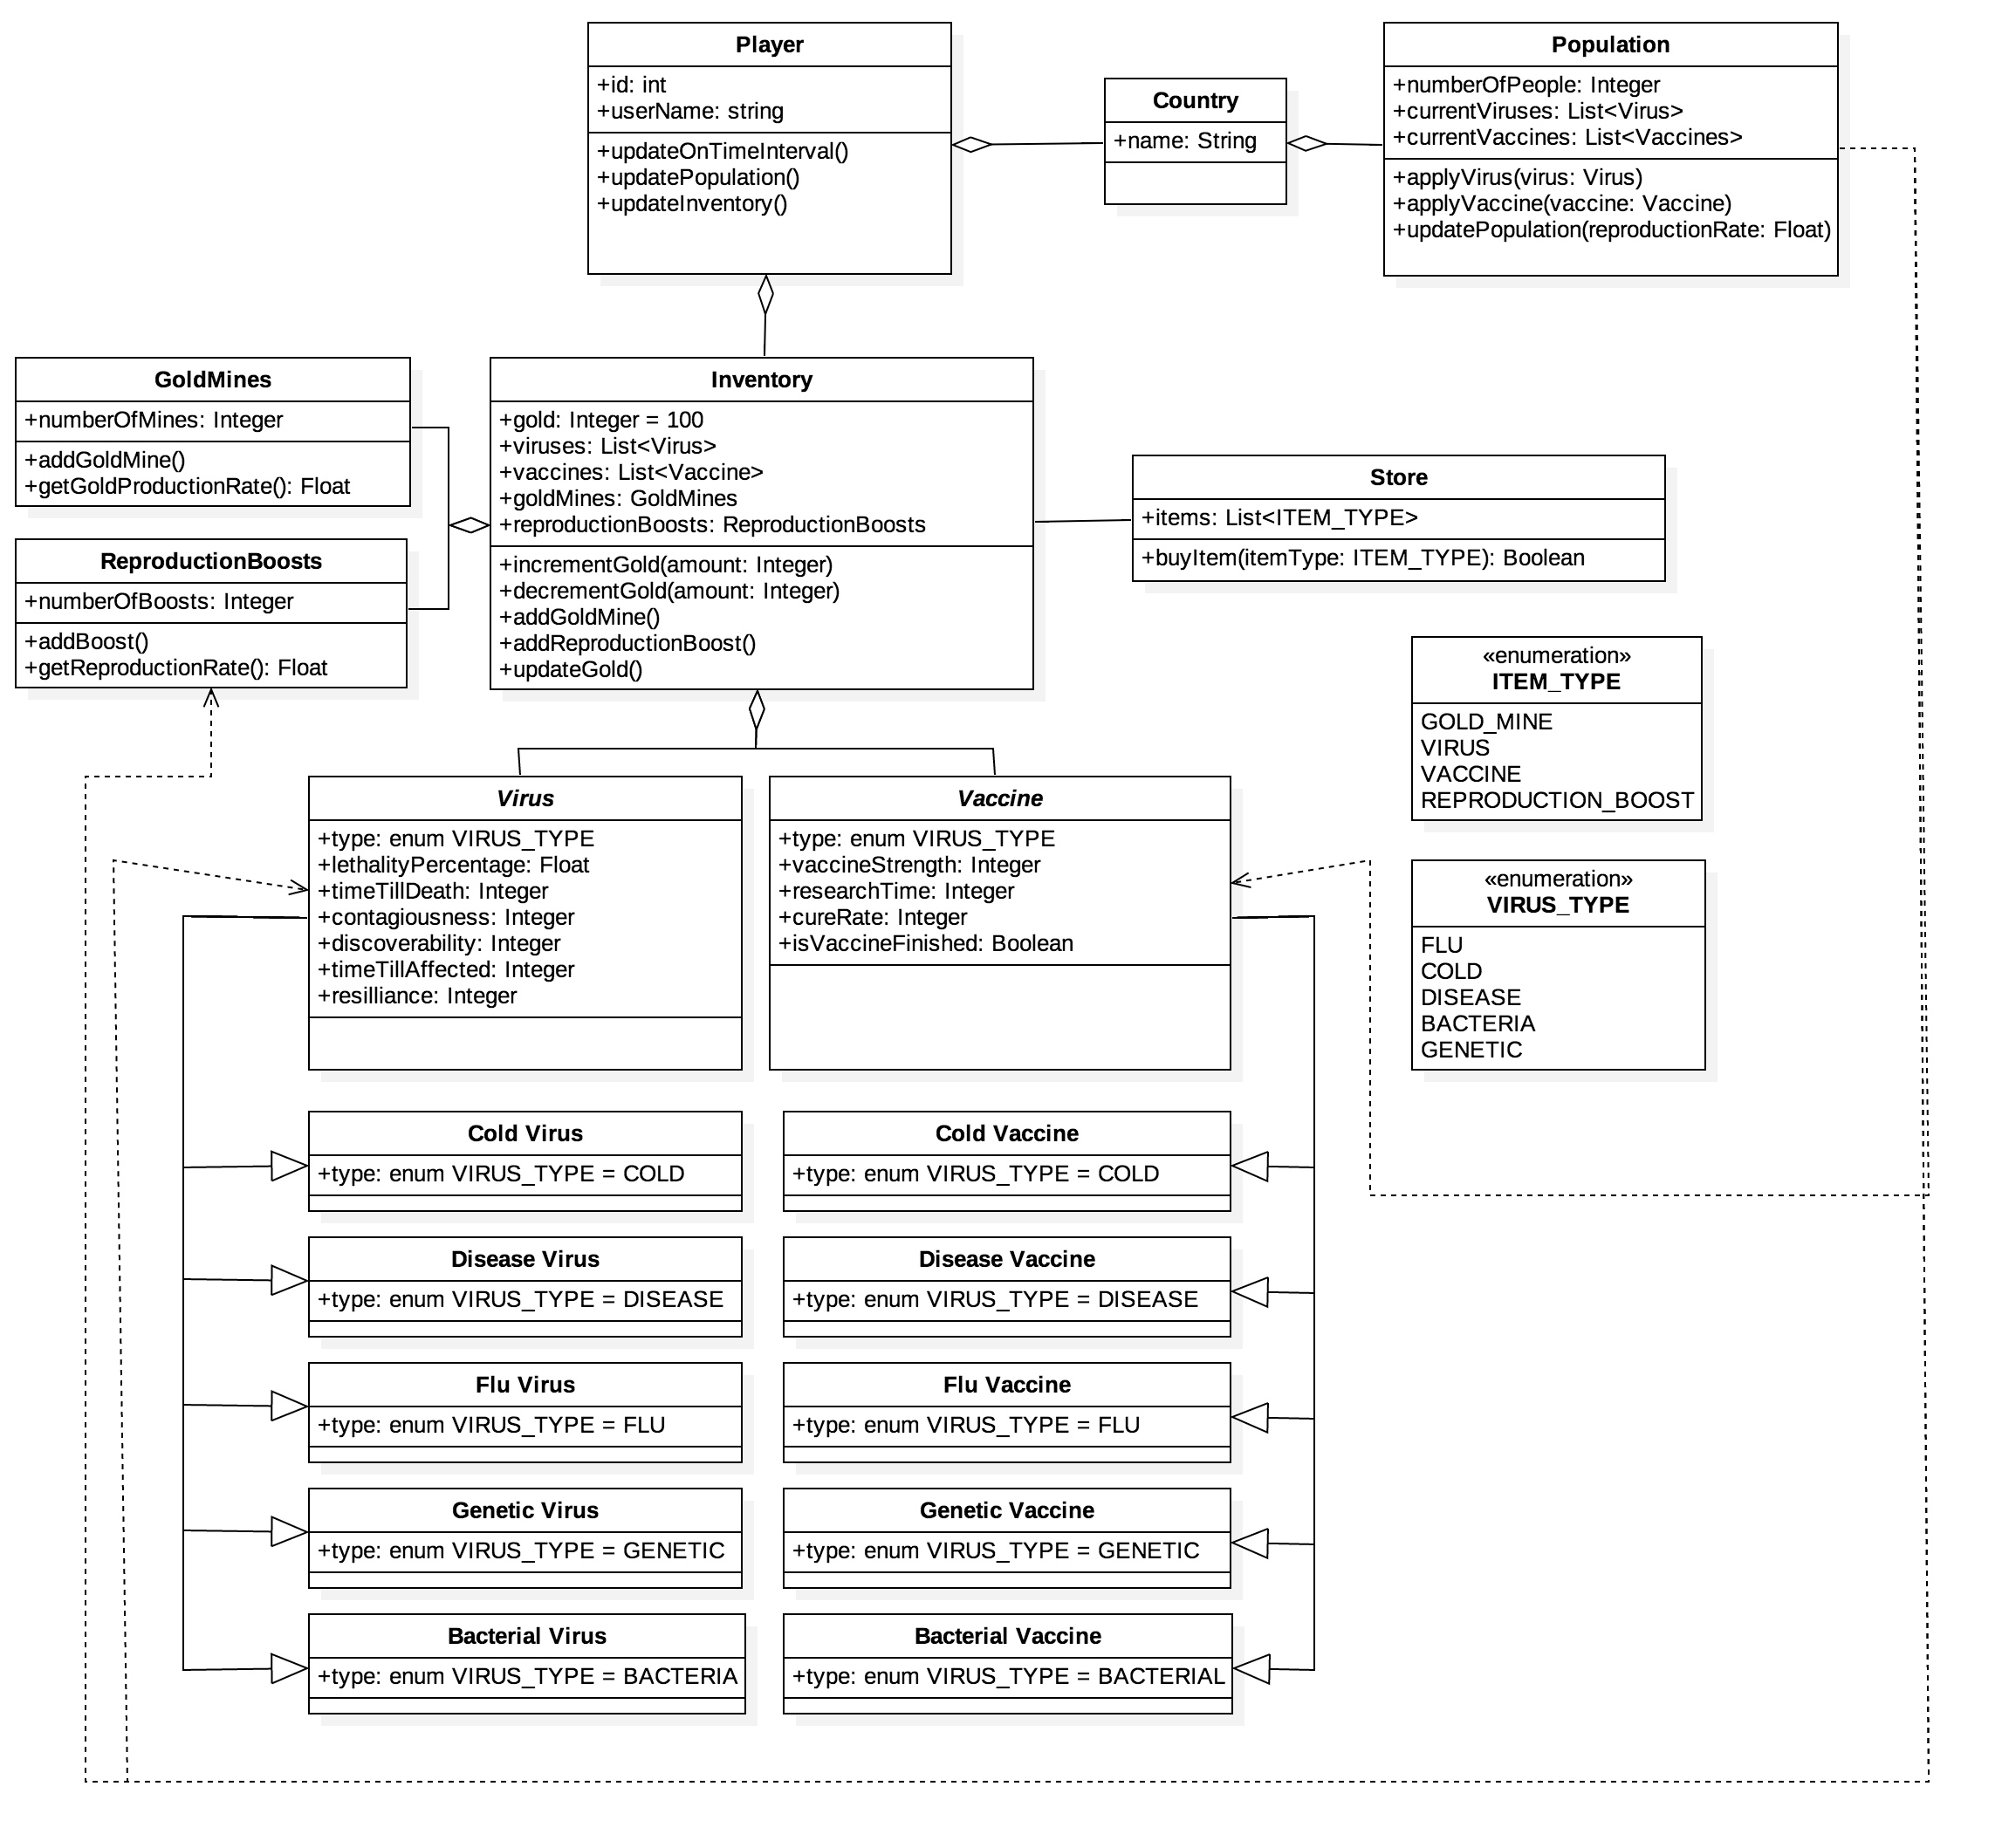 Player
+id: int
+userName: string
+updateOnTimeInterval()
+updatePopulation()
+updateInventory()
Country
+name: String
Population
+numberOfPeople: Integer
+currentViruses: List<Virus>
+currentVaccines: List<Vaccines>
+applyVirus(virus: Virus)
+applyVaccine(vaccine: Vaccine)
+updatePopulation(reproductionRate: Float)
GoldMines
+numberOfMines: Integer
+addGoldMine()
+getGoldProductionRate(): Float
ReproductionBoosts
+numberOfBoosts: Integer
+addBoost()
+getReproductionRate(): Float
Inventory
+gold: Integer = 100
+viruses: List<Virus>
+vaccines: List<Vaccine>
+goldMines: GoldMines
+reproductionBoosts: ReproductionBoosts
+incrementGold(amount: Integer)
+decrementGold(amount: Integer)
+addGoldMine()
+addReproductionBoost()
+updateGold()
Store
+items: List<ITEM_TYPE>
+buyItem(itemType: ITEM_TYPE): Boolean
«enumeration»
ITEM_TYPE
GOLD_MINE
VIRUS
VACCINE
REPRODUCTION_BOOST
Virus
+type: enum VIRUS_TYPE
+lethalityPercentage: Float
+timeTillDeath: Integer
+contagiousness: Integer
+discoverability: Integer
+timeTillAffected: Integer
+resilliance: Integer
Vaccine
+type: enum VIRUS_TYPE
+vaccineStrength: Integer
+researchTime: Integer
+cureRate: Integer
+isVaccineFinished: Boolean
«enumeration»
VIRUS_TYPE
FLU
COLD
DISEASE
BACTERIA
GENETIC
Cold Virus
+type: enum VIRUS_TYPE = COLD
Cold Vaccine
+type: enum VIRUS_TYPE = COLD
Disease Virus
+type: enum VIRUS_TYPE = DISEASE
Disease Vaccine
+type: enum VIRUS_TYPE = DISEASE
Flu Virus
+type: enum VIRUS_TYPE = FLU
Flu Vaccine
+type: enum VIRUS_TYPE = FLU
Genetic Virus
+type: enum VIRUS_TYPE = GENETIC
Genetic Vaccine
+type: enum VIRUS_TYPE = GENETIC
Bacterial Virus
+type: enum VIRUS_TYPE = BACTERIA
Bacterial Vaccine
+type: enum VIRUS_TYPE = BACTERIAL